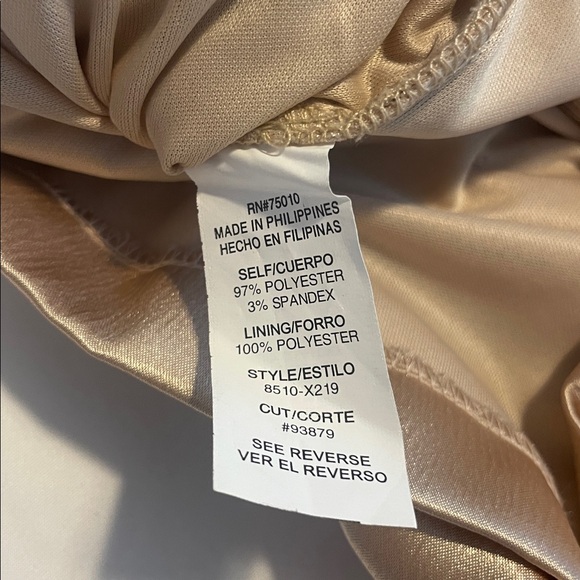 RN#75010
MADE IN PHILIPPINES
HECHO EN FILIPINAS
SELF/CUERPO
97% POLYESTER
3% SPANDEX
LINING/FORRO
100% POLYESTER
STYLE/ESTILO
8510-X219
CUT/CORTE
#93879
SEE REVERSE
VER EL REVERSO